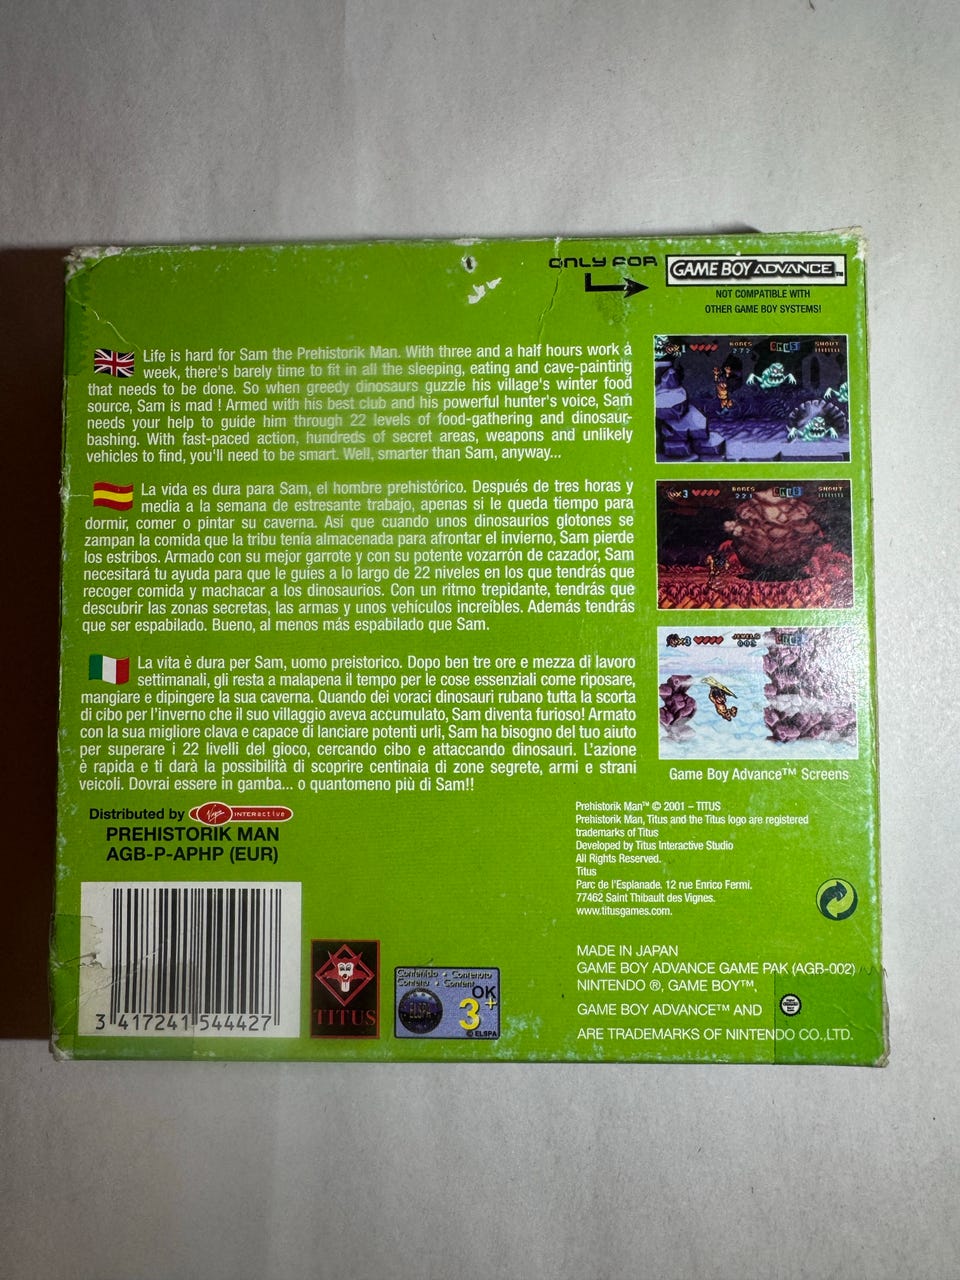 ONLY FOR
GAME BOY ADVANCE™
NOT COMPATIBLE WITH
OTHER GAME BOY SYSTEMS!
Life is hard for Sam the Prehistorik Man. With three and a half hours work a
week, there's barely time to fit in all the sleeping, eating and cave-painting
that needs to be done. So when greedy dinosaurs guzzle his village's winter food
source, Sam is mad ! Armed with his best club and his powerful hunter's voice, Sam
needs your help to guide him through 22 levels of food-gathering and dinosaur-
bashing. With fast-paced action, hundreds of secret areas, weapons and unlikely
vehicles to find, you'll need to be smart. Well, smarter than Sam, anyway...
BONES
272
SHOUT
La vida es dura para Sam, el hombre prehistórico. Después de tres horas y
media a la semana de estresante trabajo, apenas si le queda tiempo para
dormir, comer o pintar su caverna. Así que cuando unos dinosaurios glotones se
zampan la comida que la tribu tenía almacenada para afrontar el invierno, Sam pierde
los estribos. Armado con su mejor garrote y con su potente vozarrón de cazador, Sam
necesitará tu ayuda para que le guíes a lo largo de 22 niveles en los que tendrás que
recoger comida y machacar a los dinosaurios. Con un ritmo trepidante, tendrás que
descubrir las zonas secretas, las armas y unos vehículos increíbles. Además tendrás
que ser espabilado. Bueno, al menos más espabilado que Sam.
x3
BONES
221
SHOUT
La vita è dura per Sam, uomo preistorico. Dopo ben tre ore e mezza di lavoro
settimanali, gli resta a malapena il tempo per le cose essenziali come riposare,
mangiare e dipingere la sua caverna. Quando dei voraci dinosauri rubano tutta la scorta
di cibo per l'inverno che il suo villaggio aveva accumulato, Sam diventa furioso! Armato
con la sua migliore clava e capace di lanciare potenti urli, Sam ha bisogno del tuo aiuto
per superare i 22 livelli del gioco, cercando cibo e attaccando dinosauri. L'azione
è rapida e ti darà la possibilità di scoprire centinaia di zone segrete, armi e strani
veicoli. Dovrai essere in gamba... o quantomeno più di Sam!!
x3
JEWELS
003
Game Boy Advance™ Screens
Distributed by Virgin INTERactive
PREHISTORIK MAN
AGB-P-APHP (EUR)
Prehistorik Man™ © 2001 – TITUS
Prehistorik Man, Titus and the Titus logo are registered
trademarks of Titus
Developed by Titus Interactive Studio
All Rights Reserved.
Titus
Parc de l'Esplanade. 12 rue Enrico Fermi.
77462 Saint Thibault des Vignes.
www.titusgames.com.
3 417241 544427
TITUS
Contenido • Contenuto
Contenu • Content
ELSPA
OK
3+
© ELSPA
MADE IN JAPAN
GAME BOY ADVANCE GAME PAK (AGB-002)
NINTENDO ®, GAME BOY™,
GAME BOY ADVANCE™ AND
ARE TRADEMARKS OF NINTENDO CO.,LTD.